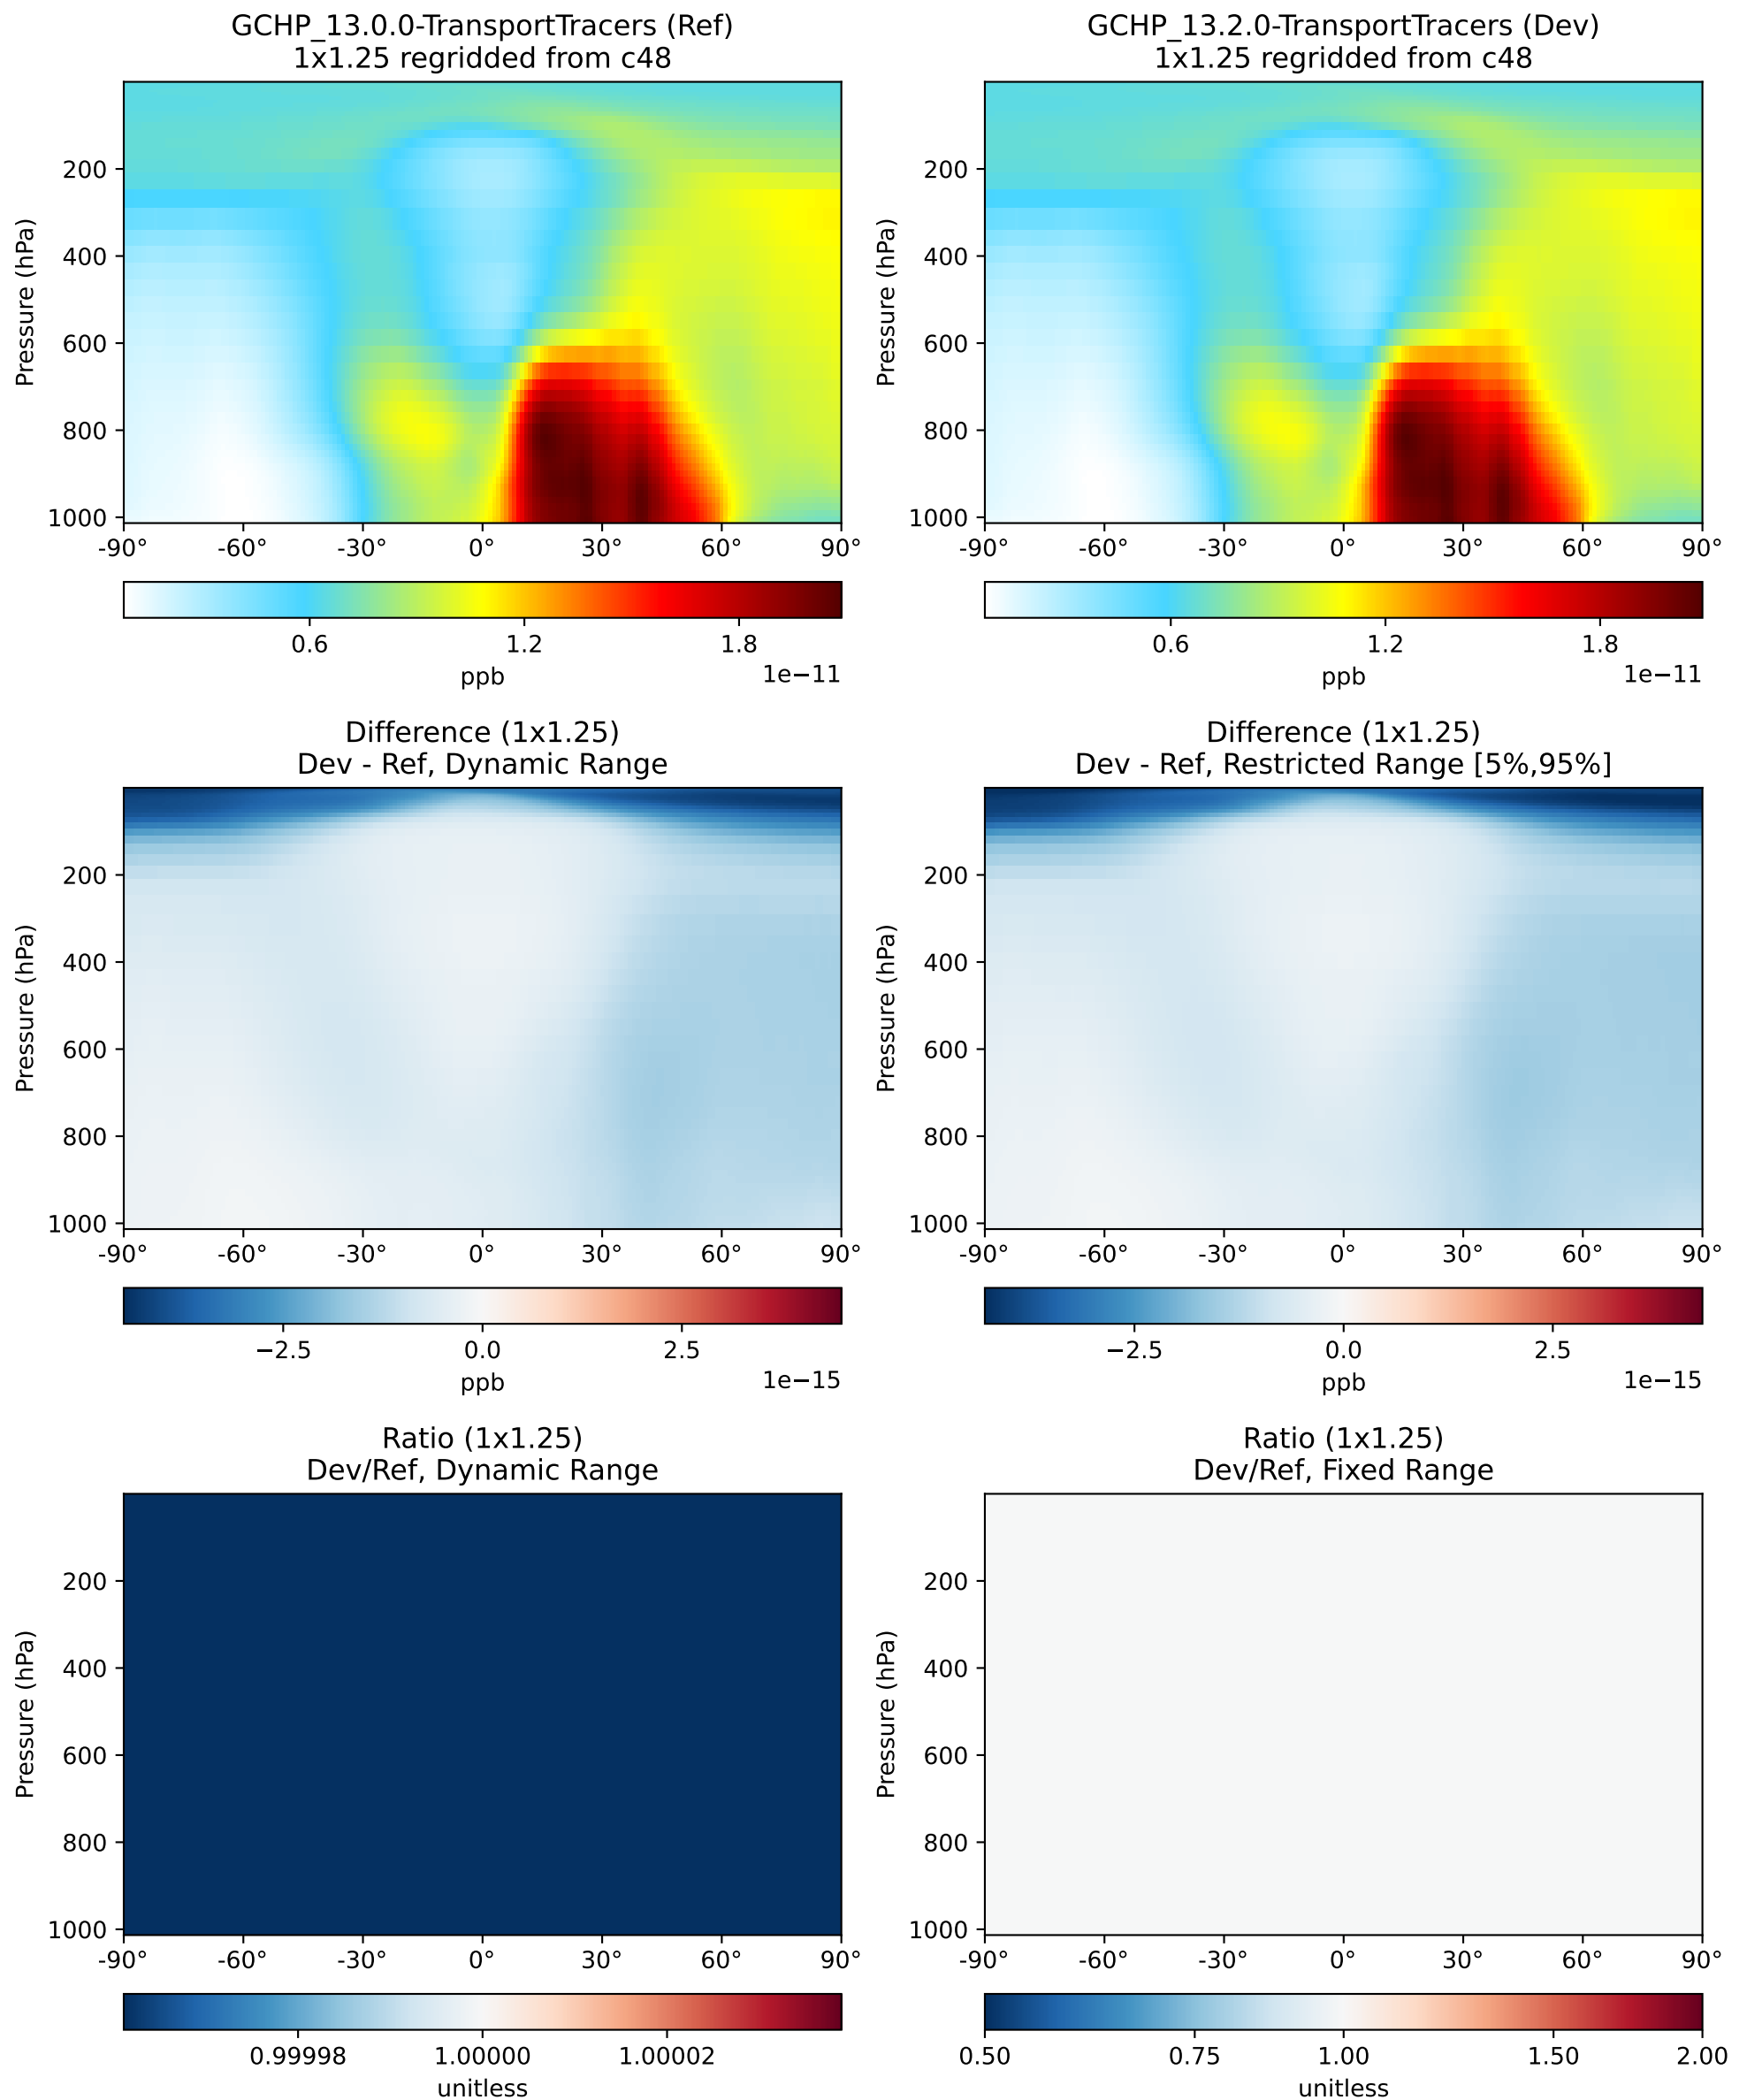 GCHP_13.0.0-TransportTracers (Ref)
1x1.25 regridded from c48
Pressure (hPa)
200
400
600
800
1000
-90° -60° -30° 0° 30° 60° 90°
0.6 1.2 1.8
ppb
1e−11
GCHP_13.2.0-TransportTracers (Dev)
1x1.25 regridded from c48
Pressure (hPa)
200
400
600
800
1000
-90° -60° -30° 0° 30° 60° 90°
0.6 1.2 1.8
ppb
1e−11
Difference (1x1.25)
Dev - Ref, Dynamic Range
Pressure (hPa)
200
400
600
800
1000
-90° -60° -30° 0° 30° 60° 90°
−2.5 0.0 2.5
ppb
1e−15
Difference (1x1.25)
Dev - Ref, Restricted Range [5%,95%]
Pressure (hPa)
200
400
600
800
1000
-90° -60° -30° 0° 30° 60° 90°
−2.5 0.0 2.5
ppb
1e−15
Ratio (1x1.25)
Dev/Ref, Dynamic Range
Pressure (hPa)
200
400
600
800
1000
-90° -60° -30° 0° 30° 60° 90°
0.99998 1.00000 1.00002
unitless
Ratio (1x1.25)
Dev/Ref, Fixed Range
Pressure (hPa)
200
400
600
800
1000
-90° -60° -30° 0° 30° 60° 90°
0.50 0.75 1.00 1.50 2.00
unitless